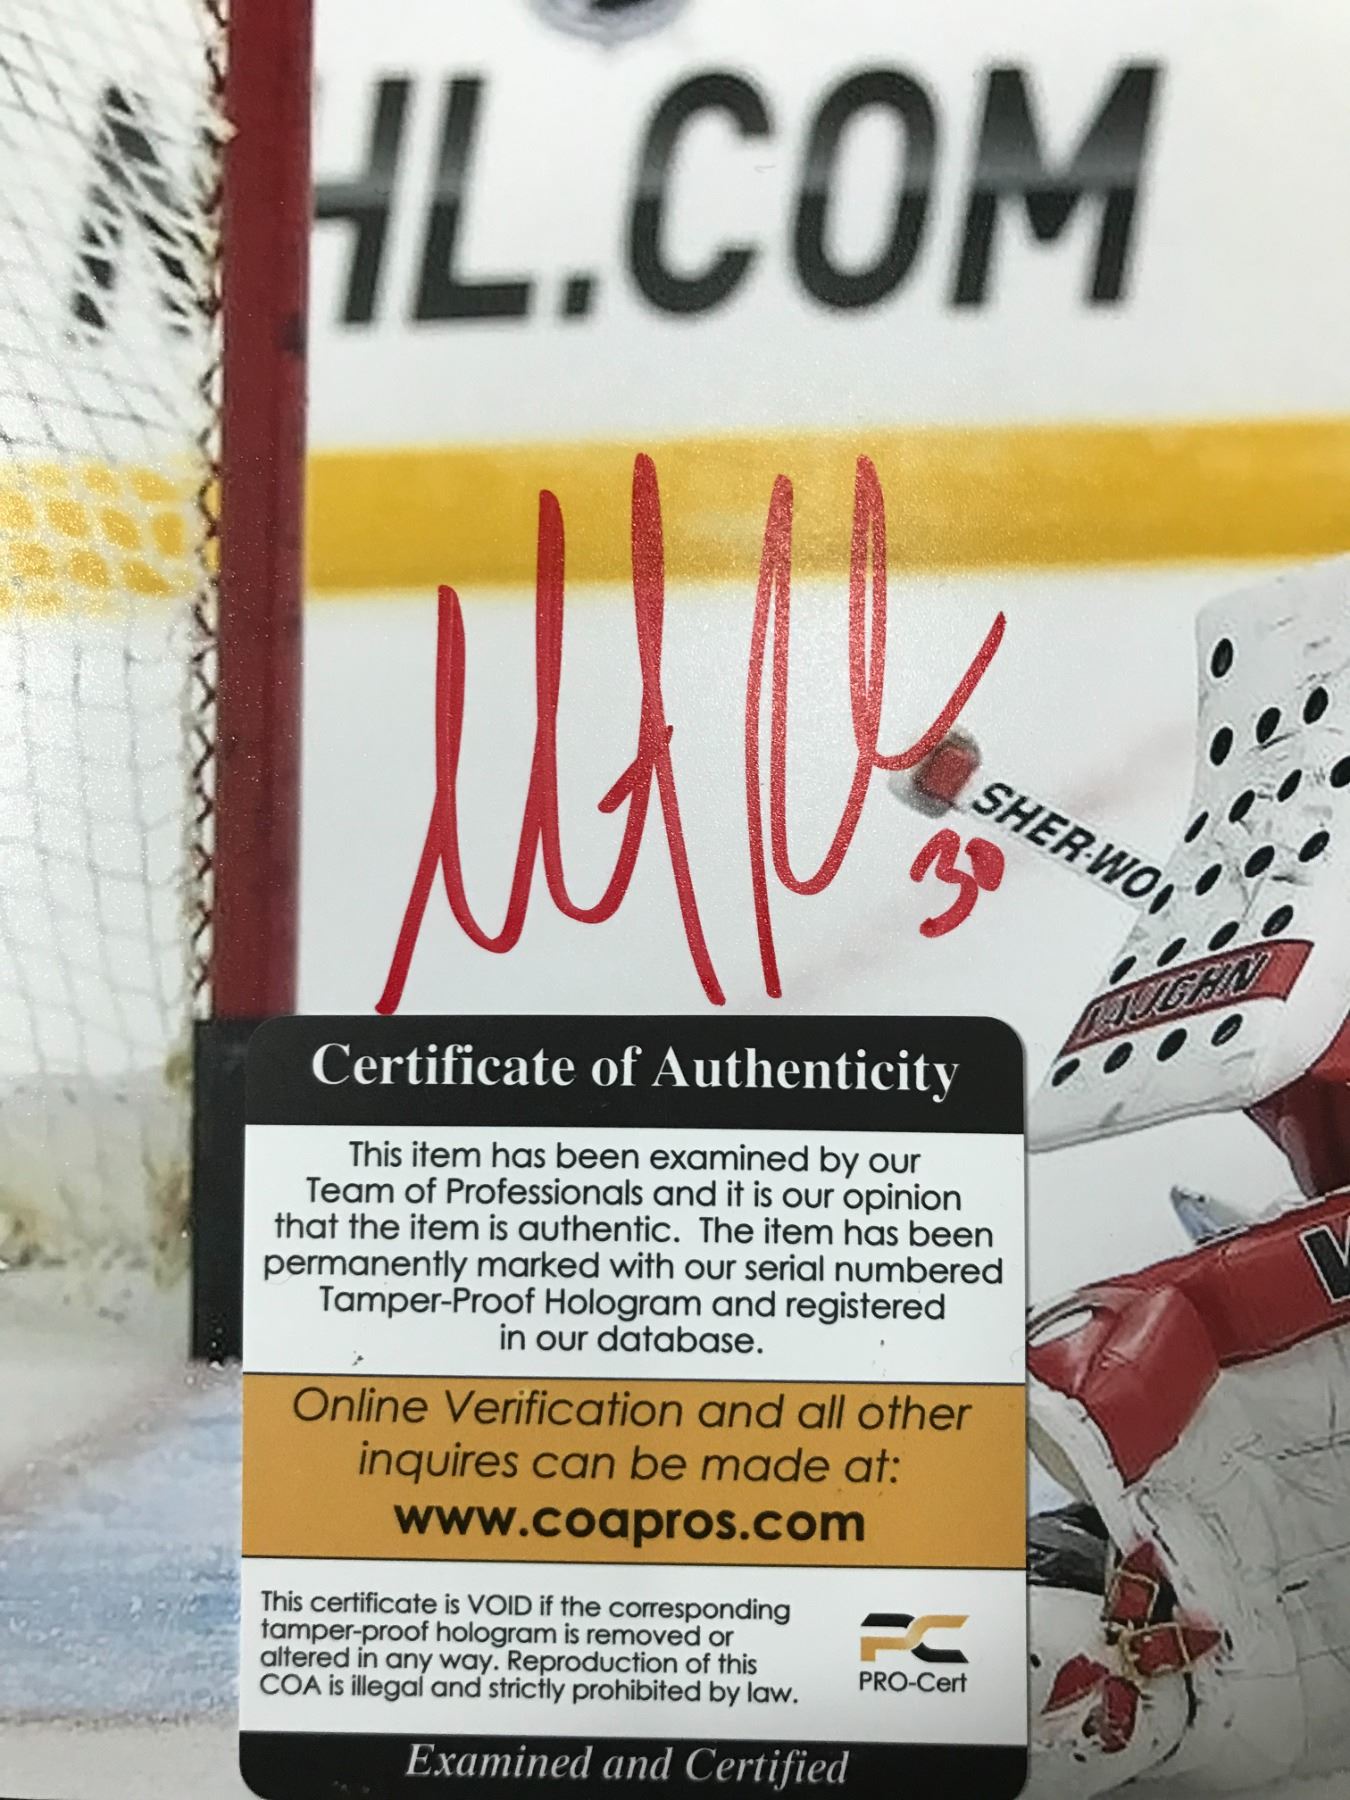 HL.COM
30
SHER-WO
VAUGHN
Certificate of Authenticity
This item has been examined by our
Team of Professionals and it is our opinion
that the item is authentic. The item has been
permanently marked with our serial numbered
Tamper-Proof Hologram and registered
in our database.
Online Verification and all other
inquires can be made at:
www.coapros.com
This certificate is VOID if the corresponding
tamper-proof hologram is removed or
altered in any way. Reproduction of this
COA is illegal and strictly prohibited by law.
PC
PRO-Cert
Examined and Certified